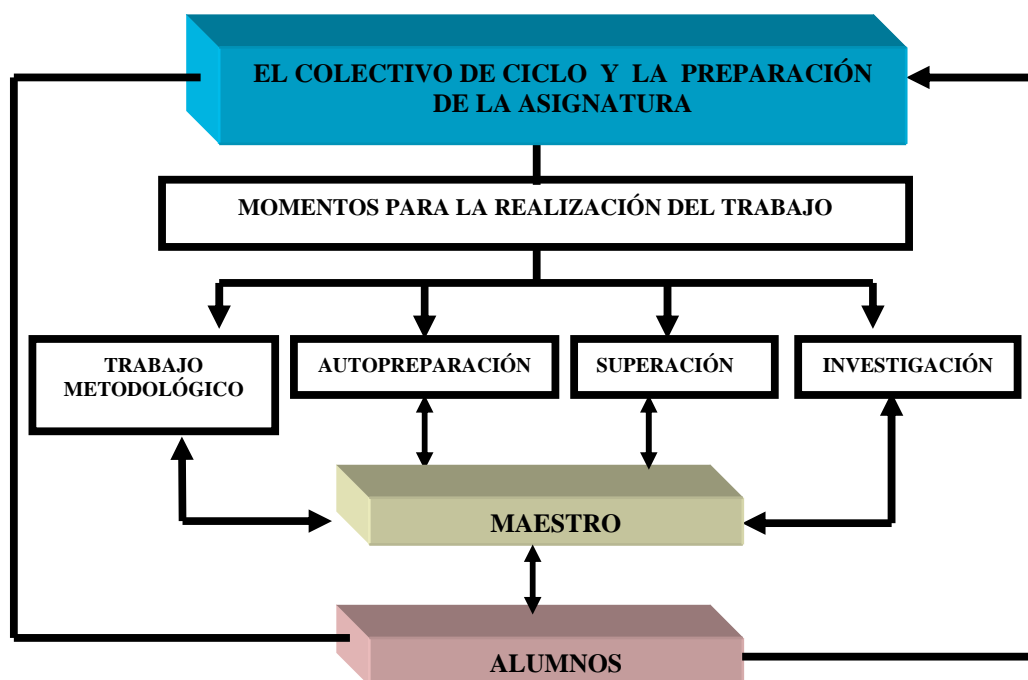 EL COLECTIVO DE CICLO Y LA PREPARACIÓN
DE LA ASIGNATURA
MOMENTOS PARA LA REALIZACIÓN DEL TRABAJO
TRABAJO
METODOLÓGICO
AUTOPREPARACIÓN
SUPERACIÓN
INVESTIGACIÓN
MAESTRO
ALUMNOS